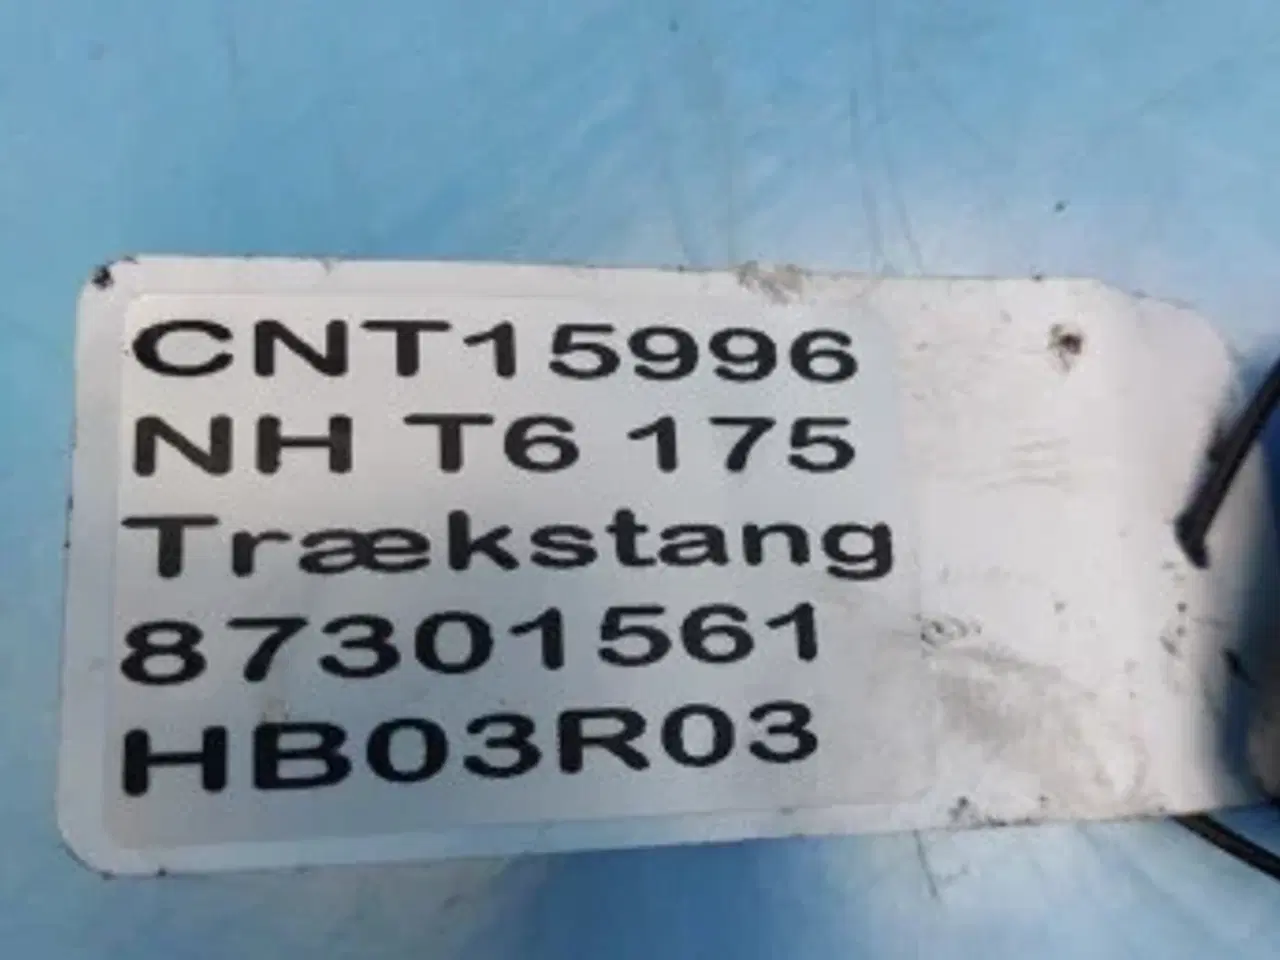 CNT15996
NH T6 175
Trækstang
87301561
HB03R03